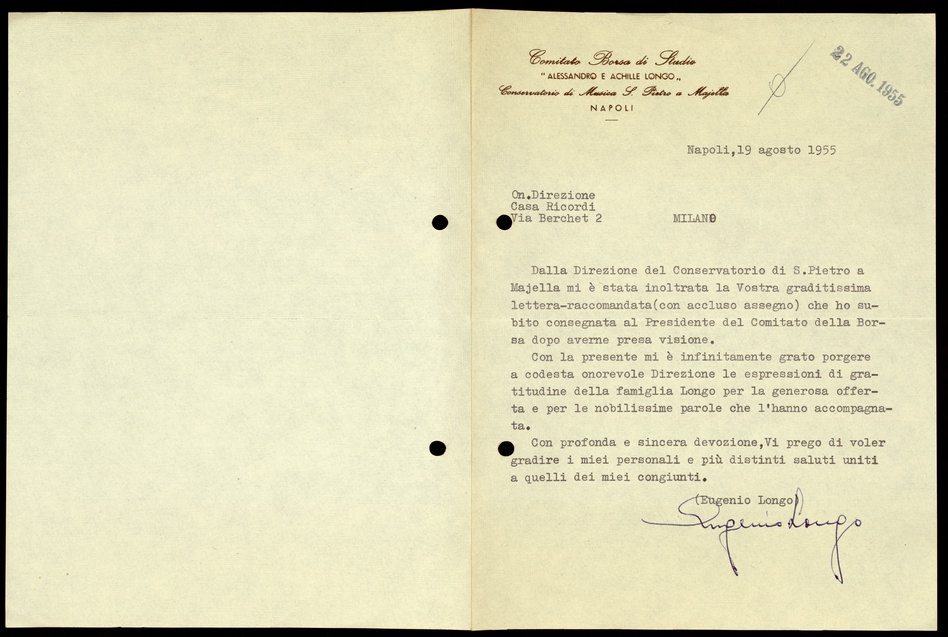 Comitato Borsa di Studio
"ALESSANDRO E ACHILLE LONGO„
Conservatorio di Musica S. Pietro a Majella
NAPOLI
22 AGO. 1955
Napoli,19 agosto 1955
On.Direzione
Casa Ricordi
Via Berchet 2 MILANO
Dalla Direzione del Conservatorio di S.Pietro a
Majella mi è stata inoltrata la Vostra graditissima
lettera-raccomandata(con accluso assegno) che ho su-
bito consegnata al Presidente del Comitato della Bor-
sa dopo averne presa visione.
Con la presente mi è infinitamente grato porgere
a codesta onorevole Direzione le espressioni di gra-
titudine della famiglia Longo per la generosa offer-
ta e per le nobilissime parole che l'hanno accompagna-
ta.
Con profonda e sincera devozione,Vi prego di voler
gradire i miei personali e più distinti saluti uniti
a quelli dei miei congiunti.
(Eugenio Longo)
Eugenio Longo